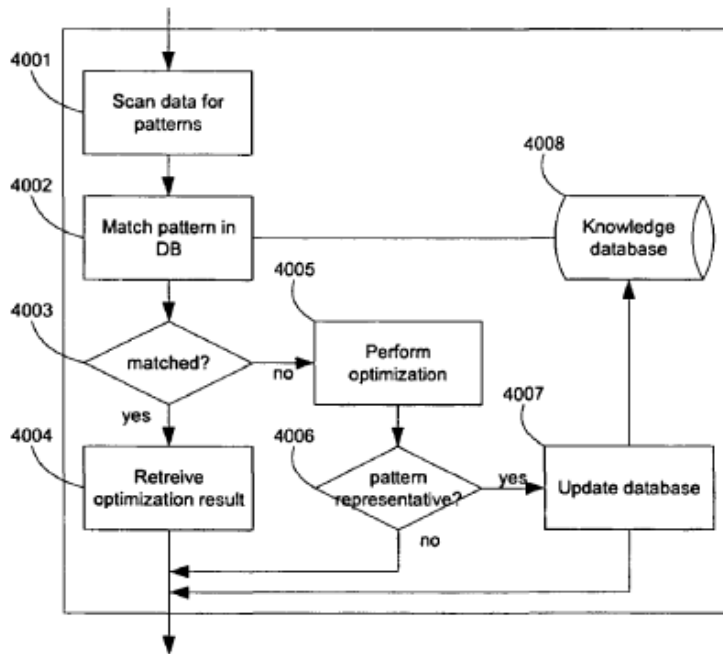 4001
Scan data for
patterns
4002
Match pattern in
DB
4008
Knowledge
database
4003
matched?
no
yes
4005
Perform
optimization
4004
Retreive
optimization result
4006
pattern
representative?
yes
no
4007
Update database